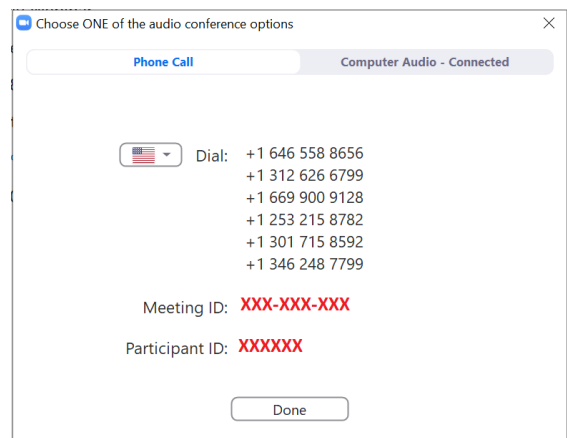 Choose ONE of the audio conference options
Phone Call
Computer Audio - Connected
Dial:
+1 646 558 8656
+1 312 626 6799
+1 669 900 9128
+1 253 215 8782
+1 301 715 8592
+1 346 248 7799
Meeting ID: XXX-XXX-XXX
Participant ID: XXXXXX
Done